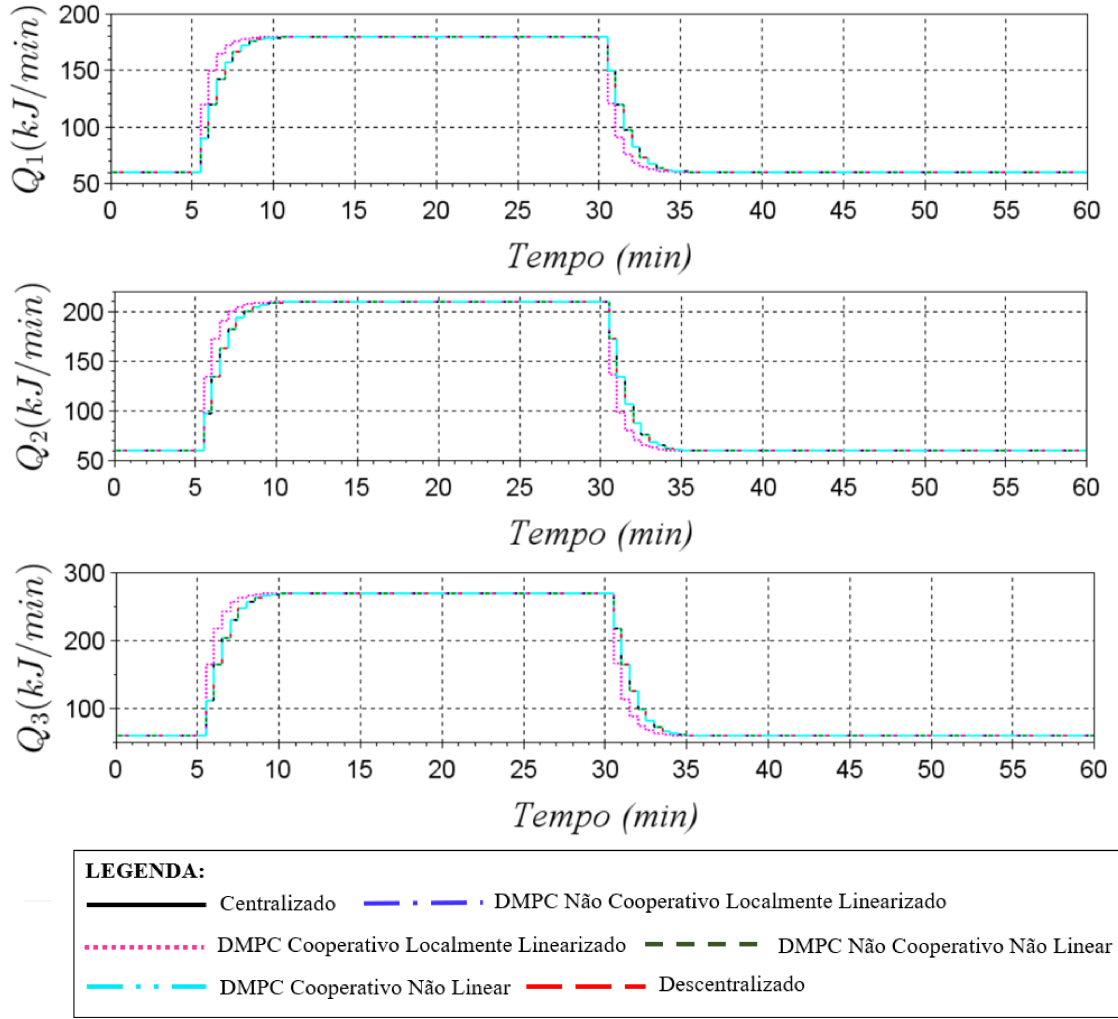 200
150
100
50
Q1(kJ/min)
0 5 10 15 20 25 30 35 40 45 50 55 60
Tempo (min)
200
150
100
50
Q2(kJ/min)
0 5 10 15 20 25 30 35 40 45 50 55 60
Tempo (min)
300
200
100
Q3(kJ/min)
0 5 10 15 20 25 30 35 40 45 50 55 60
Tempo (min)
LEGENDA:
Centralizado DMPC Não Cooperativo Localmente Linearizado
DMPC Cooperativo Localmente Linearizado DMPC Não Cooperativo Não Linear
DMPC Cooperativo Não Linear Descentralizado